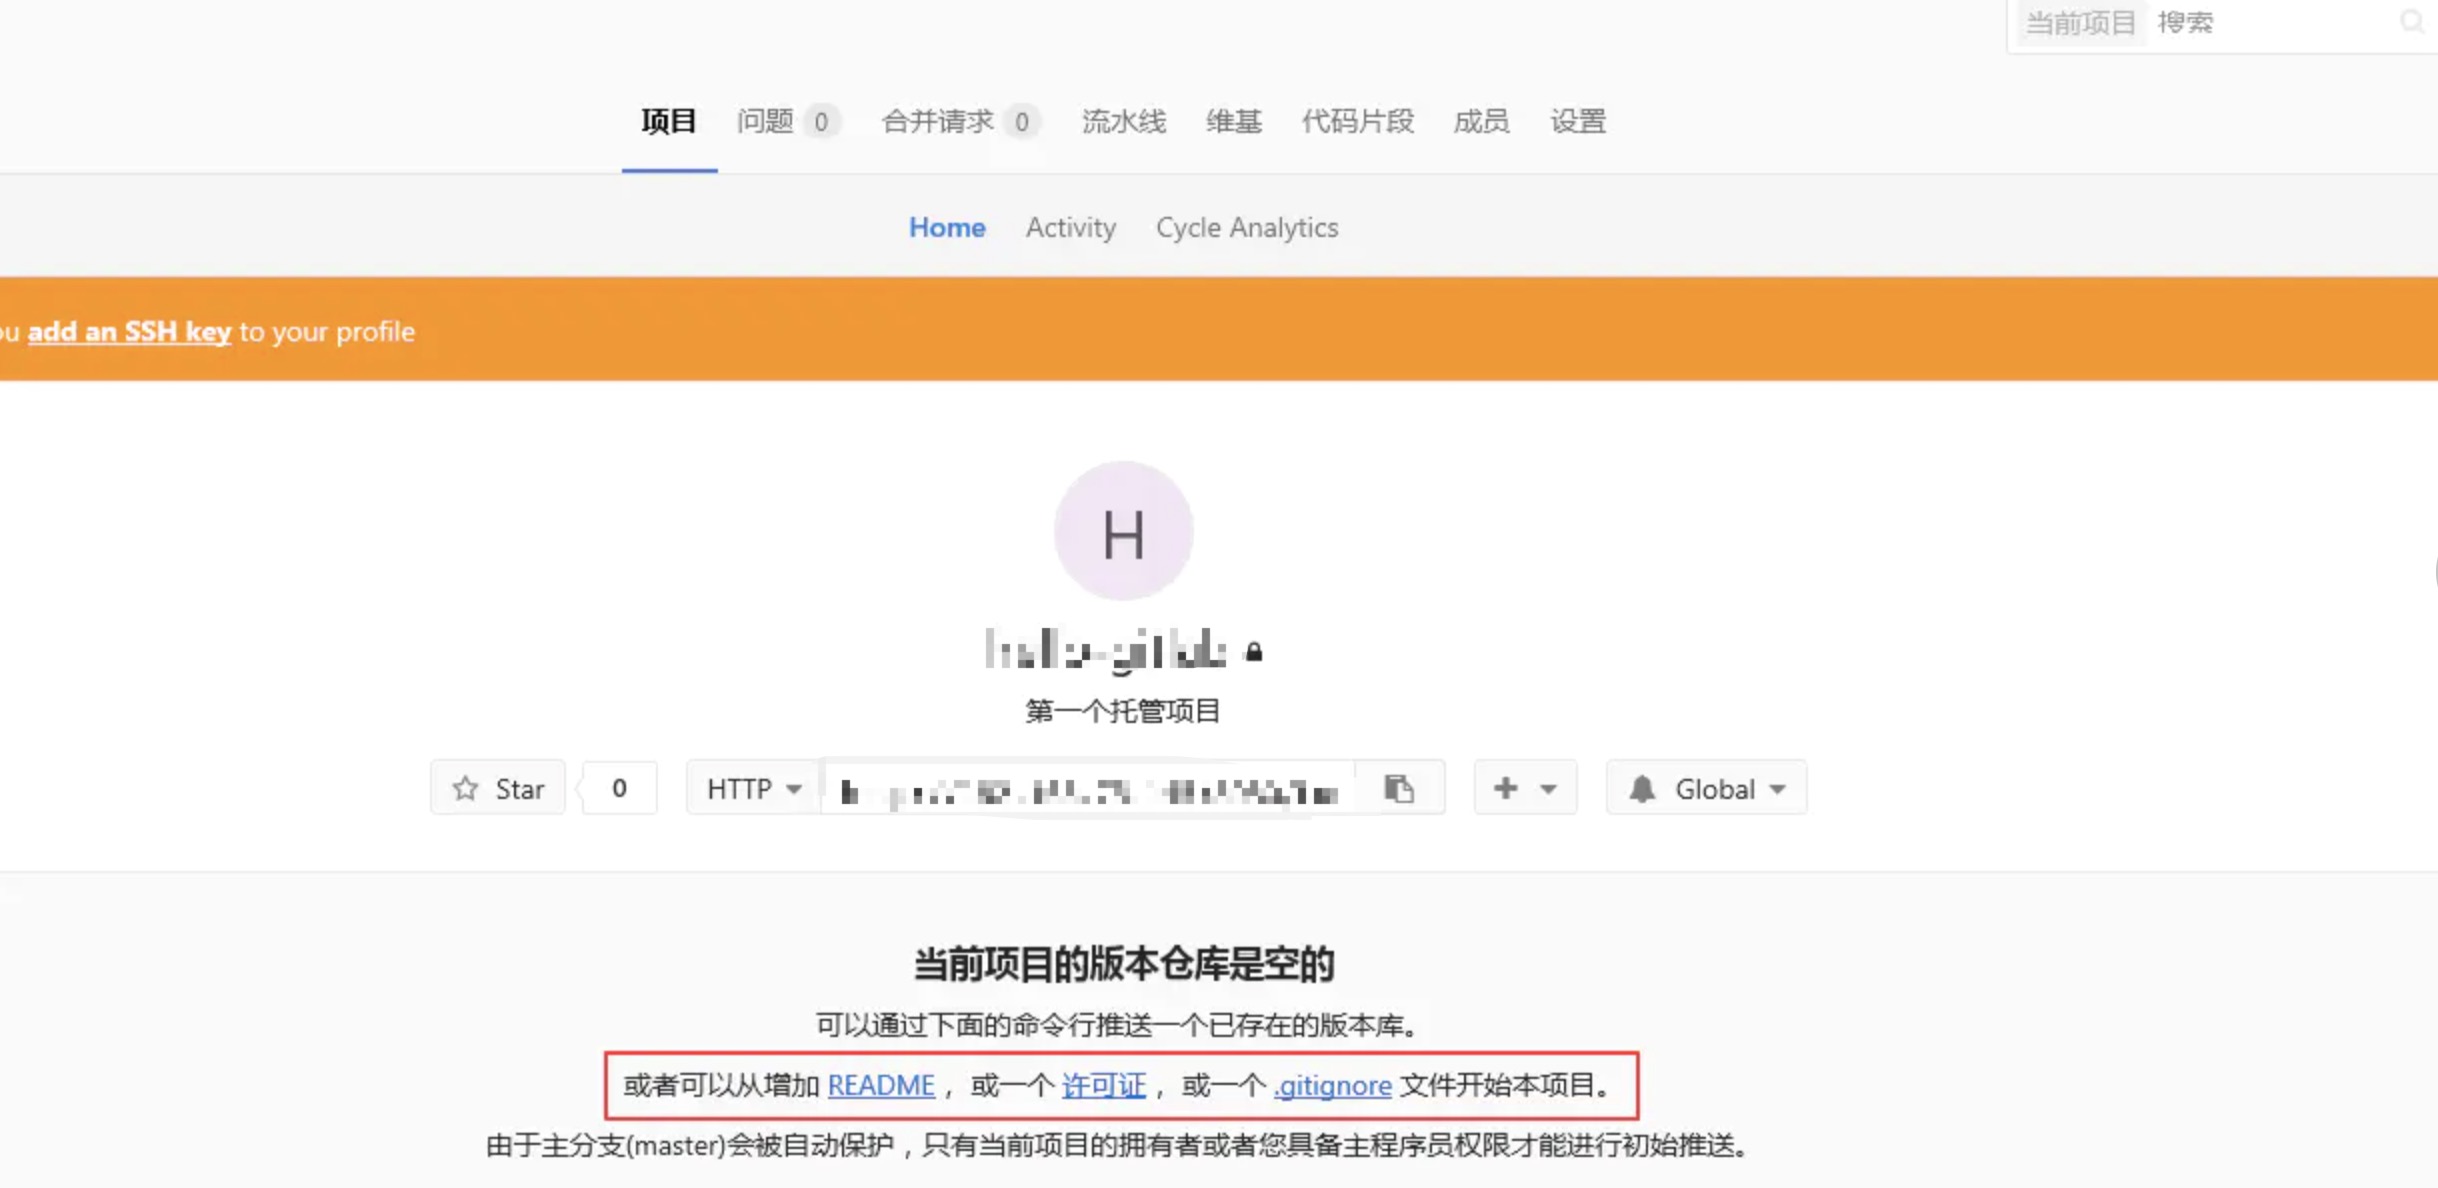 当前项目 搜索
项目 问题 0 合并请求 0 流水线 维基 代码片段 成员 设置
Home Activity Cycle Analytics
add an SSH key to your profile
H
第一个托管项目
Star 0 HTTP Global
当前项目的版本仓库是空的
可以通过下面的命令行推送一个已存在的版本库。
或者可以从增加 README ，或一个 许可证 ，或一个 .gitignore 文件开始本项目。
由于主分支(master)会被自动保护，只有当前项目的拥有者或者您具备主程序员权限才能进行初始推送。